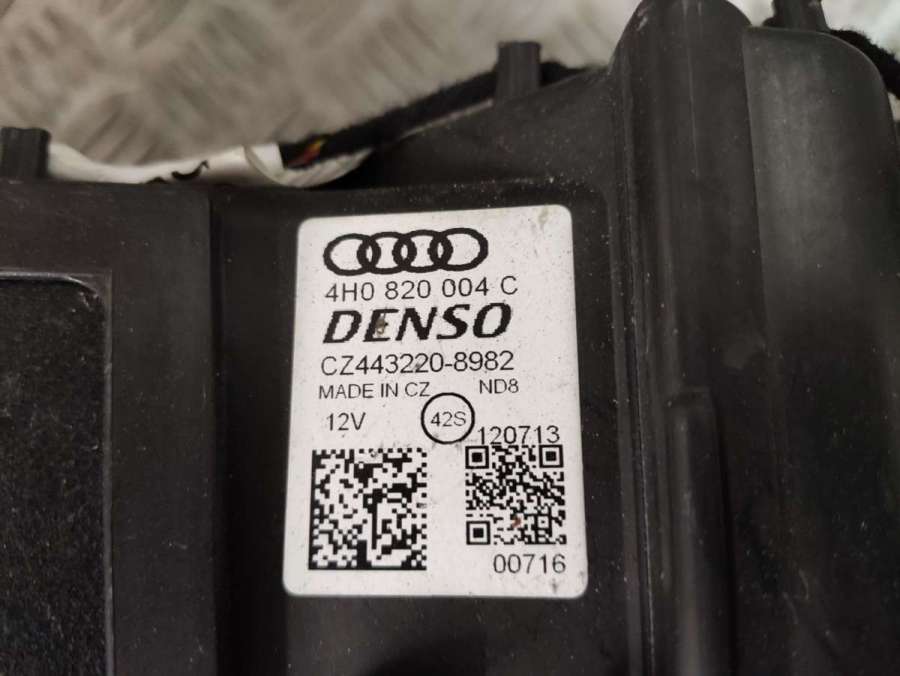 4H0 820 004 C
DENSO
CZ443220-8982
MADE IN CZ ND8
12V 42S 120713
00716